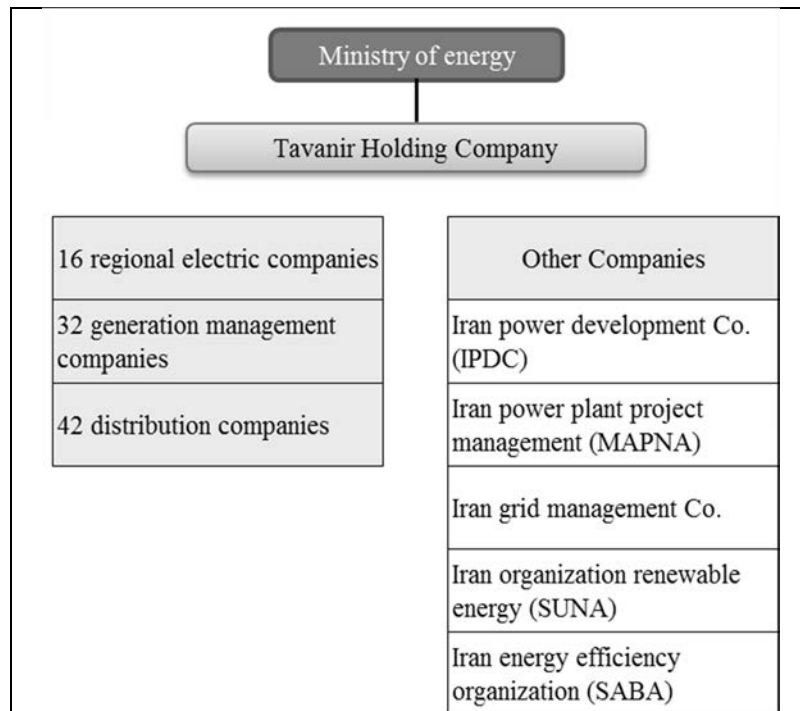 Ministry of energy
Tavanir Holding Company
16 regional electric companies
32 generation management
companies
42 distribution companies
Other Companies
Iran power development Co.
(IPDC)
Iran power plant project
management (MAPNA)
Iran grid management Co.
Iran organization renewable
energy (SUNA)
Iran energy efficiency
organization (SABA)